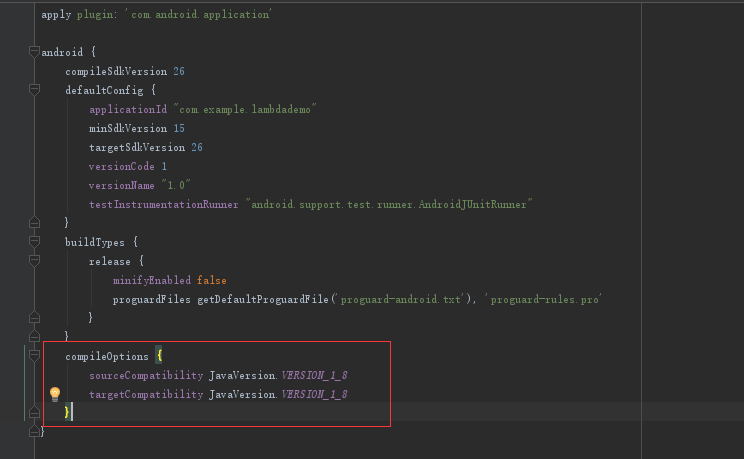 apply plugin: 'com.android.application'
android {
compileSdkVersion 26
defaultConfig {
applicationId "com.example.lambdademo"
minSdkVersion 15
targetSdkVersion 26
versionCode 1
versionName "1.0"
testInstrumentationRunner "android.support.test.runner.AndroidJUnitRunner"
}
buildTypes {
release {
minifyEnabled false
proguardFiles getDefaultProguardFile('proguard-android.txt'), 'proguard-rules.pro'
}
}
compileOptions {
sourceCompatibility JavaVersion.VERSION_1_8
targetCompatibility JavaVersion.VERSION_1_8
}
}